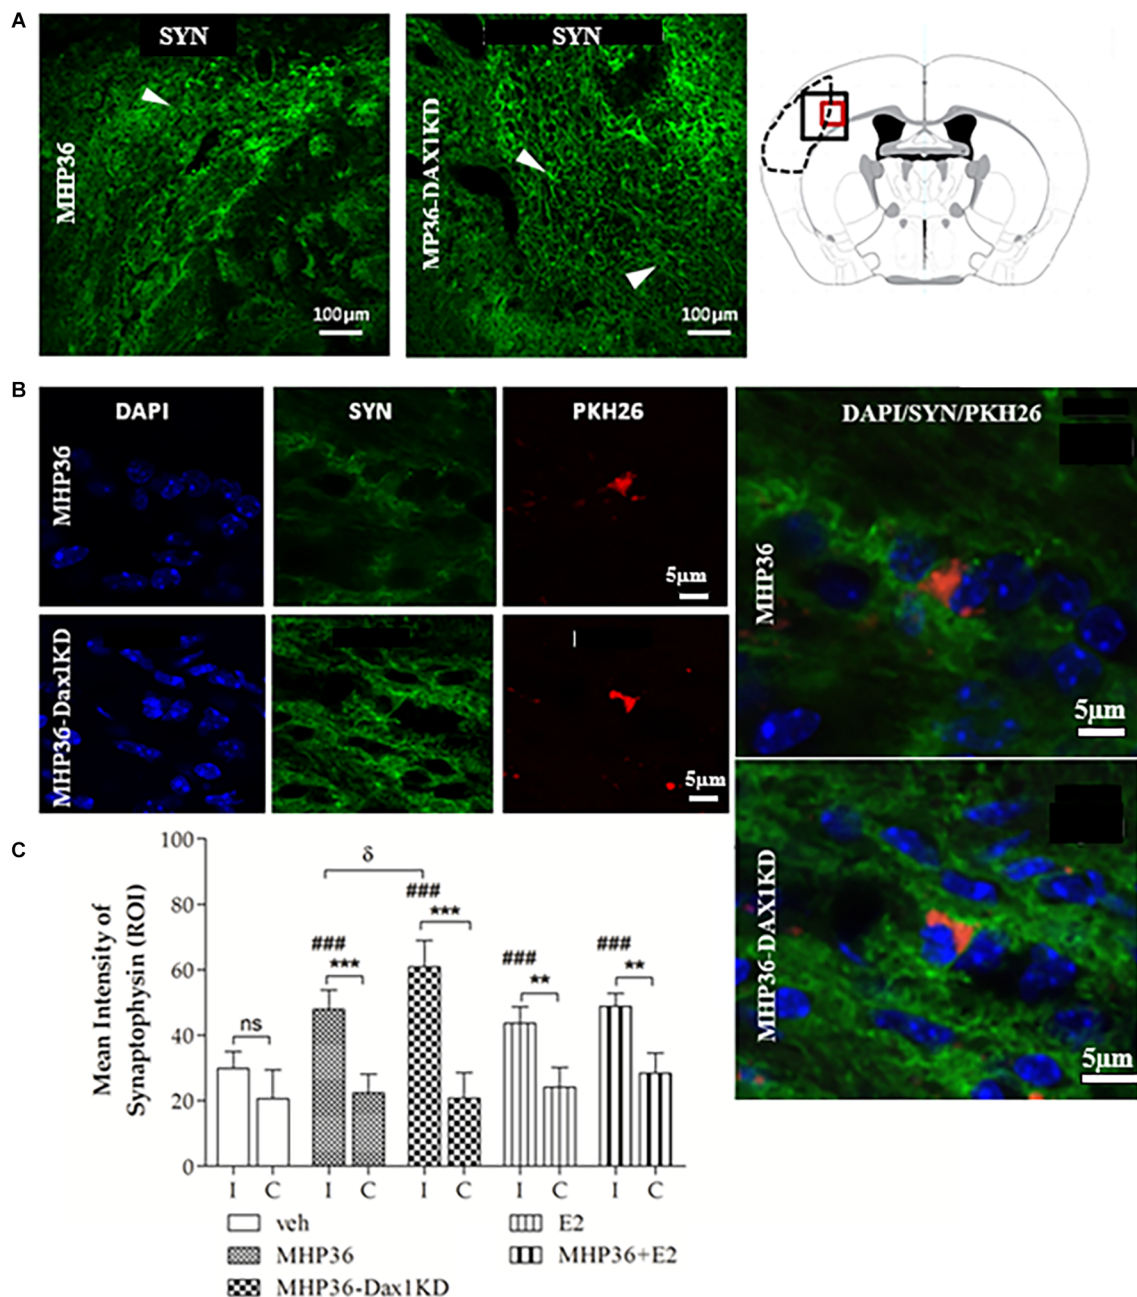 A
SYN
SYN
MHP36
MP36-DAX1KD
100μm
100μm
B
DAPI
SYN
PKH26
DAPI/SYN/PKH26
MHP36
MHP36
5μm
5μm
MHP36-Dax1KD
MHP36-DAX1KD
5μm
5μm
C
Mean Intensity of
Synaptophysin (ROI)
100
80
60
40
20
0
δ
ns
###
***
###
***
###
**
###
**
I C I C I C I C I C
veh
E2
MHP36
MHP36+E2
MHP36-Dax1KD